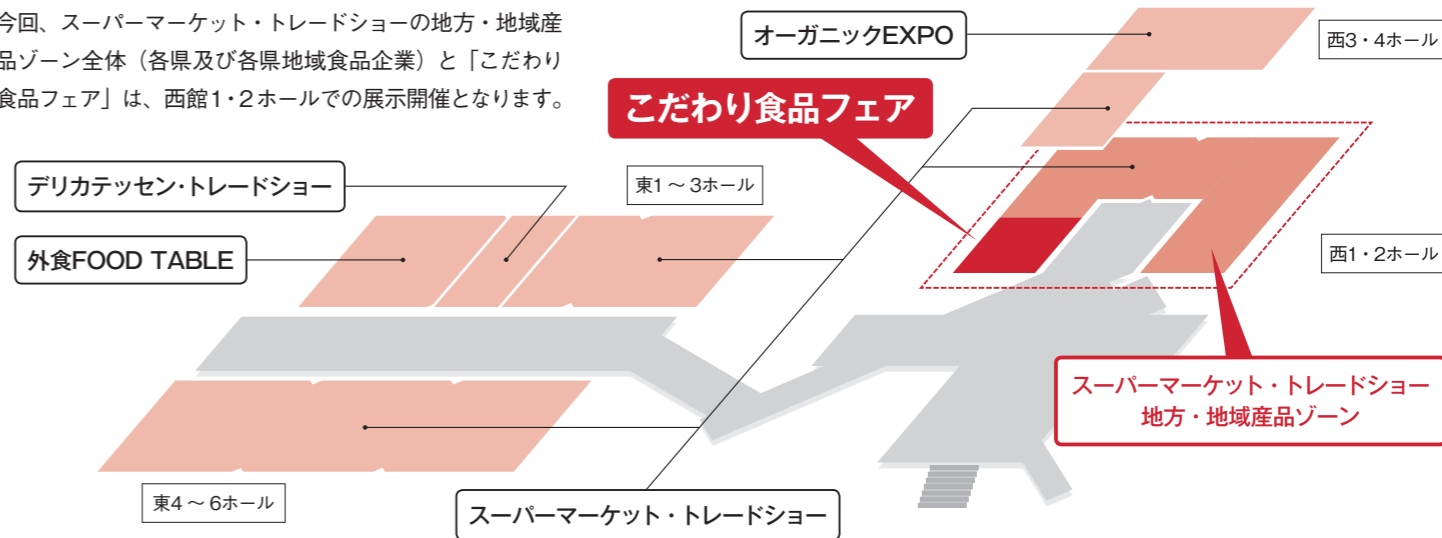 今回、スーパーマーケット・トレードショーの地方・地域産
品ゾーン全体（各県及び各県地域食品企業）と「こだわり
食品フェア」は、西館1・2ホールでの展示開催となります。
オーガニックEXPO
西3・4ホール
こだわり食品フェア
デリカテッセン・トレードショー
東1～3ホール
外食FOOD TABLE
西1・2ホール
スーパーマーケット・トレードショー
地方・地域産品ゾーン
東4～6ホール
スーパーマーケット・トレードショー